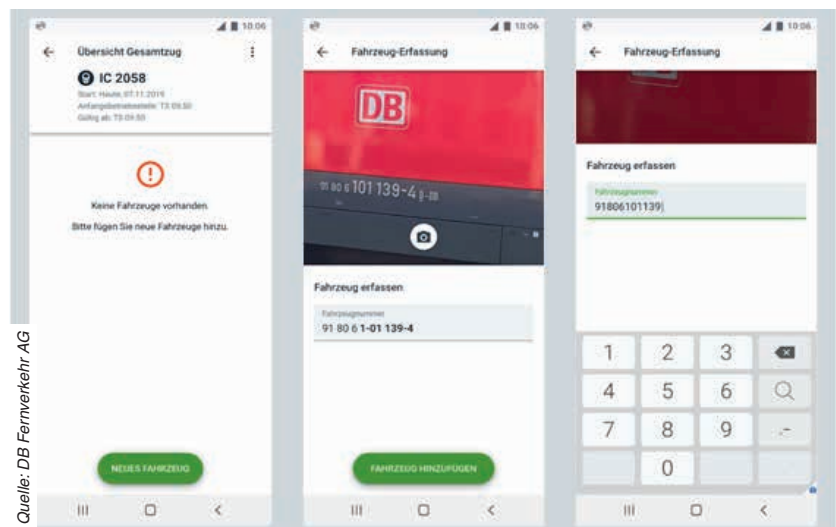 10:06
Übersicht Gesamtzug
IC 2058
Start: Heute, 07.11.2019
Anfangsbetriebsstelle: TS 09:50
Gültig ab: TS 09:50
Keine Fahrzeuge vorhanden.
Bitte fügen Sie neue Fahrzeuge hinzu.
NEUES FAHRZEUG
10:06
Fahrzeug-Erfassung
DB
91 80 6 101 139-4
Fahrzeug erfassen
Fahrzeugnummer
91 80 6 1-01 139-4
FAHRZEUG HINZUFÜGEN
10:06
Fahrzeug-Erfassung
Fahrzeug erfassen
Fahrzeugnummer
91806101139
1 2 3
4 5 6
7 8 9 .-
0
Quelle: DB Fernverkehr AG